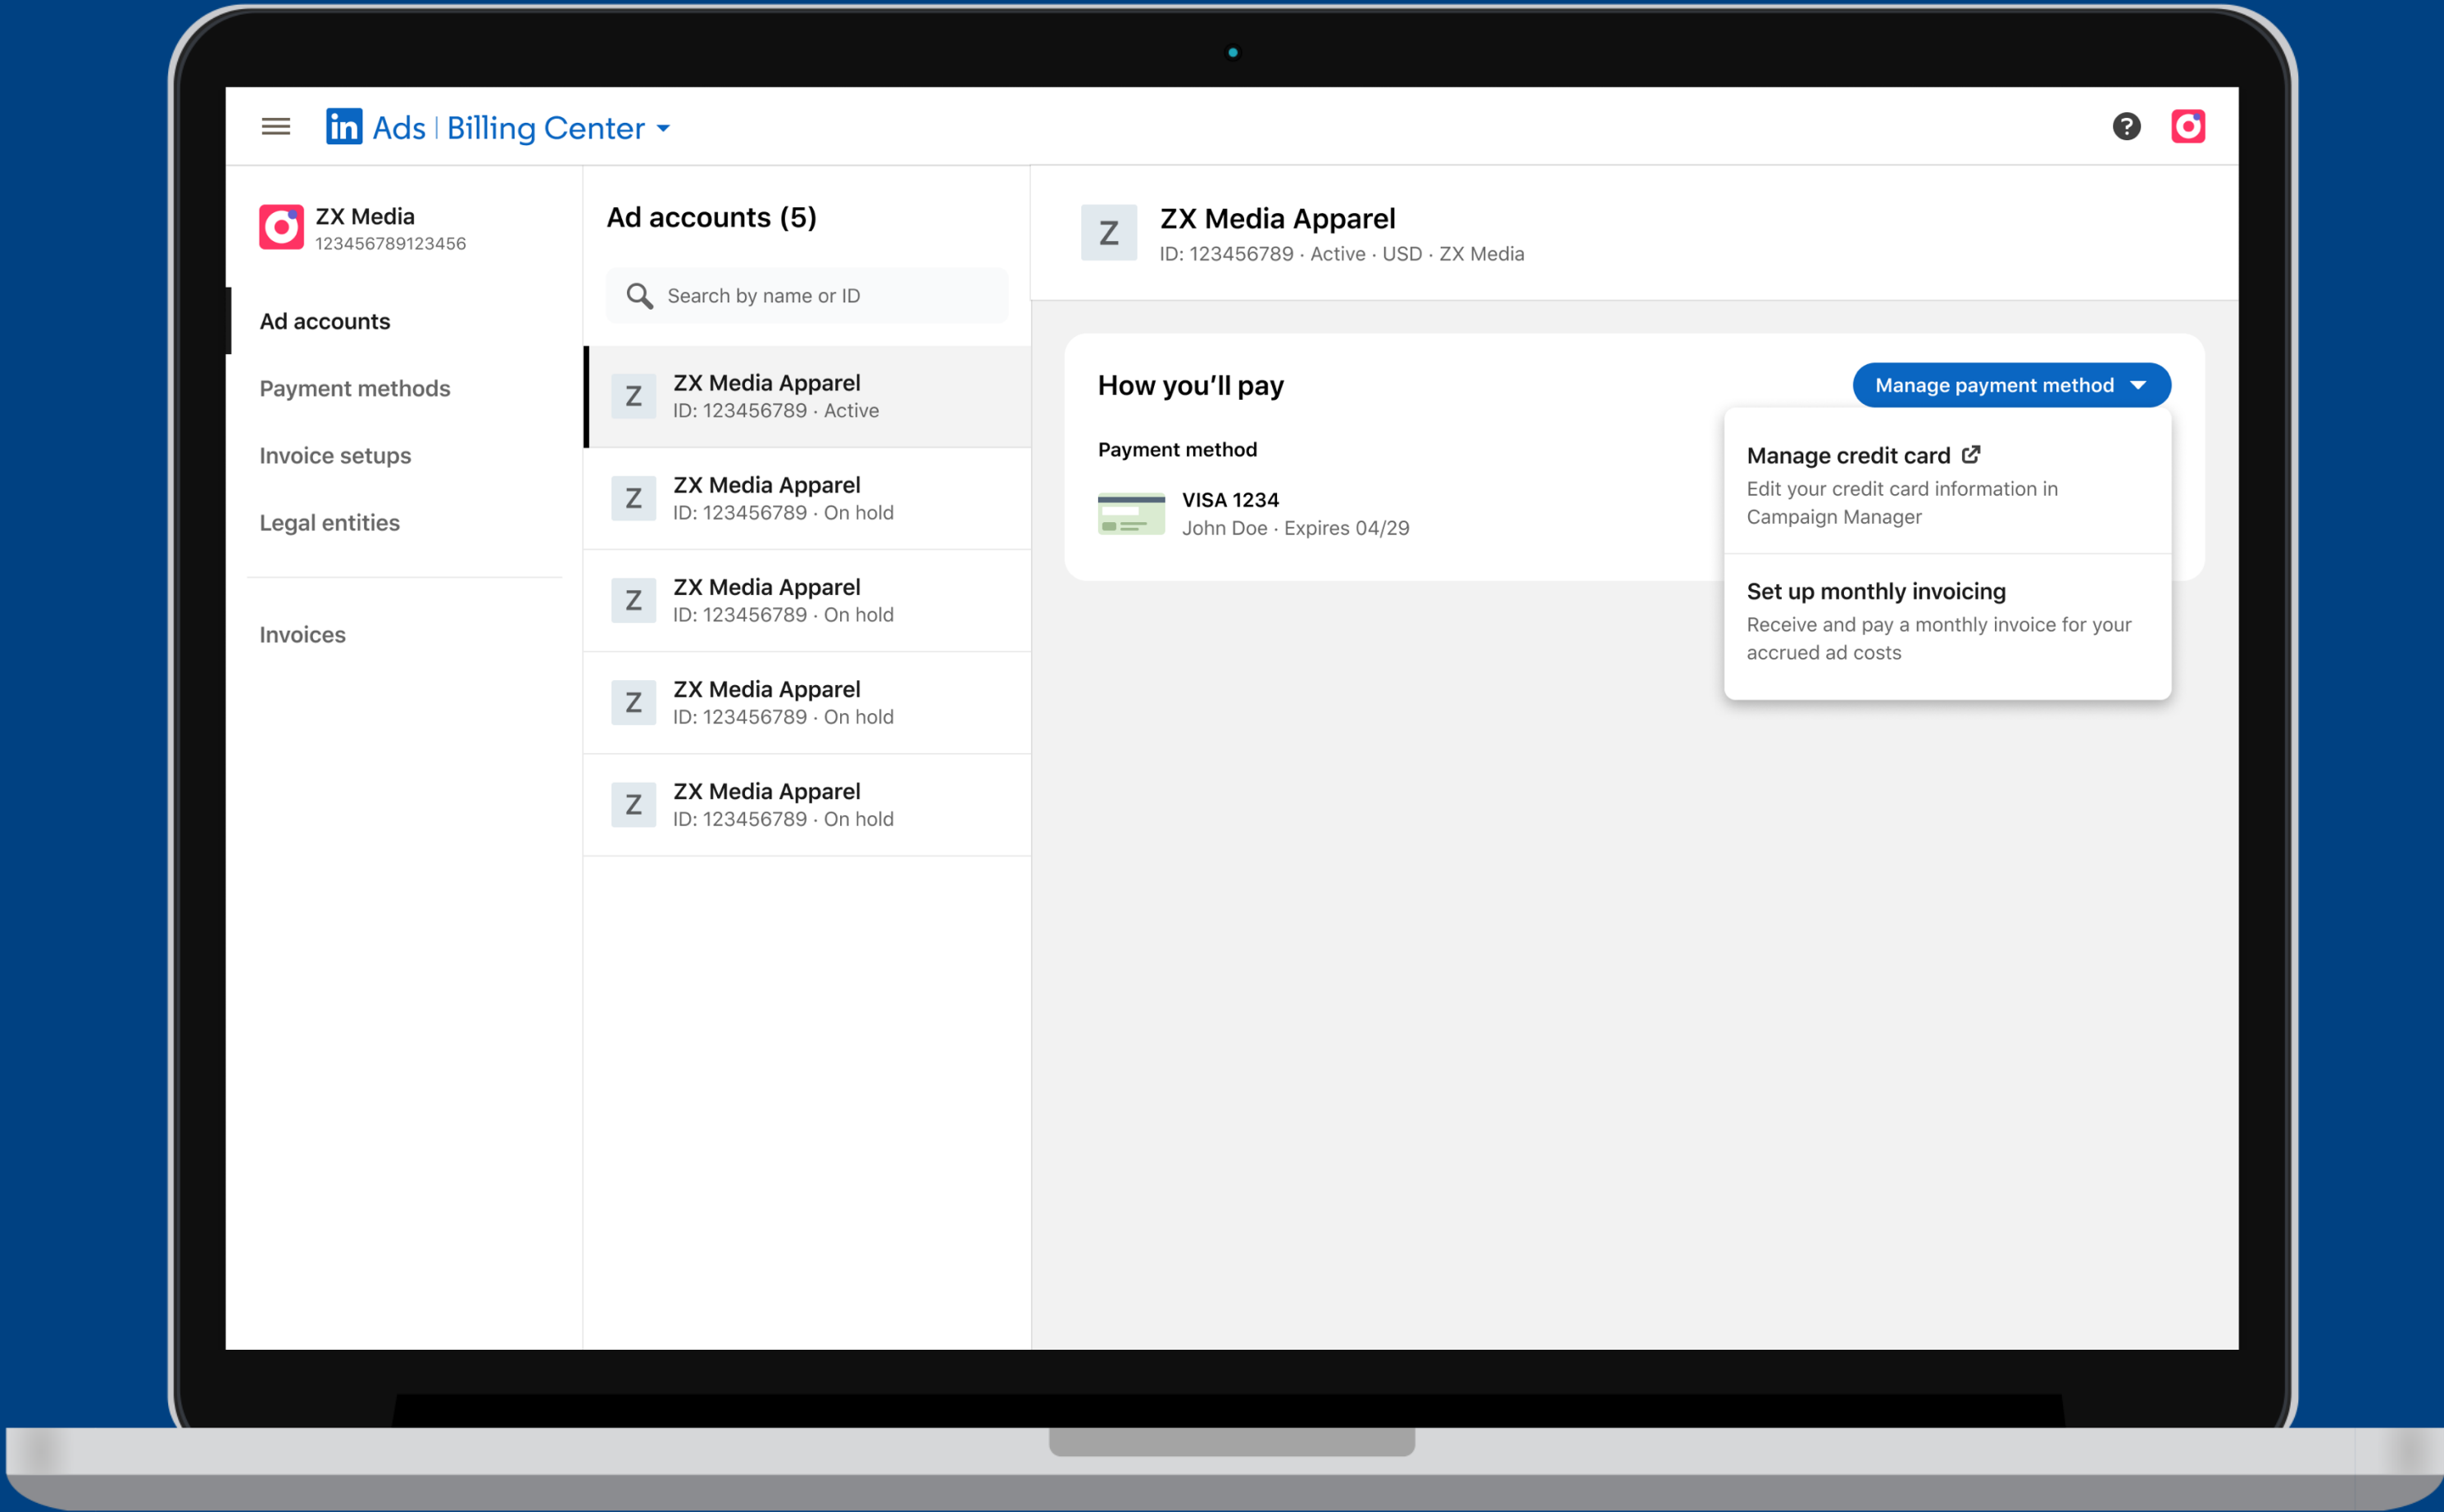 in Ads | Billing Center
?
ZX Media
123456789123456
Ad accounts
Payment methods
Invoice setups
Legal entities
Invoices
Ad accounts (5)
Search by name or ID
Z
ZX Media Apparel
ID: 123456789 · Active
Z
ZX Media Apparel
ID: 123456789 · On hold
Z
ZX Media Apparel
ID: 123456789 · On hold
Z
ZX Media Apparel
ID: 123456789 · On hold
Z
ZX Media Apparel
ID: 123456789 · On hold
Z
ZX Media Apparel
ID: 123456789 · Active · USD · ZX Media
How you’ll pay
Manage payment method
Payment method
VISA 1234
John Doe · Expires 04/29
Manage credit card
Edit your credit card information in
Campaign Manager
Set up monthly invoicing
Receive and pay a monthly invoice for your
accrued ad costs